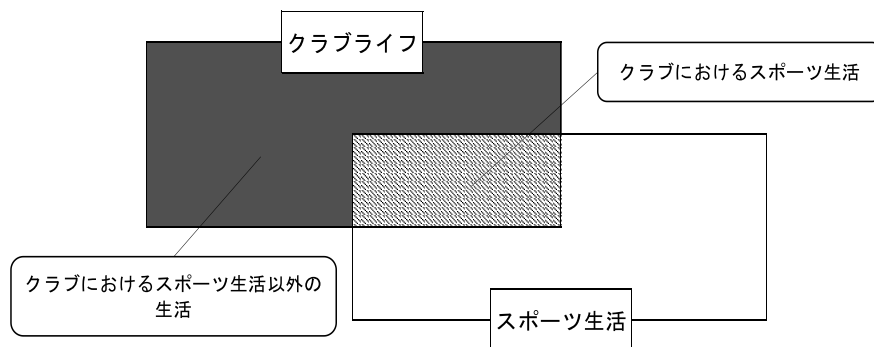 クラブライフ
クラブにおけるスポーツ生活
クラブにおけるスポーツ生活以外の
生活
スポーツ生活